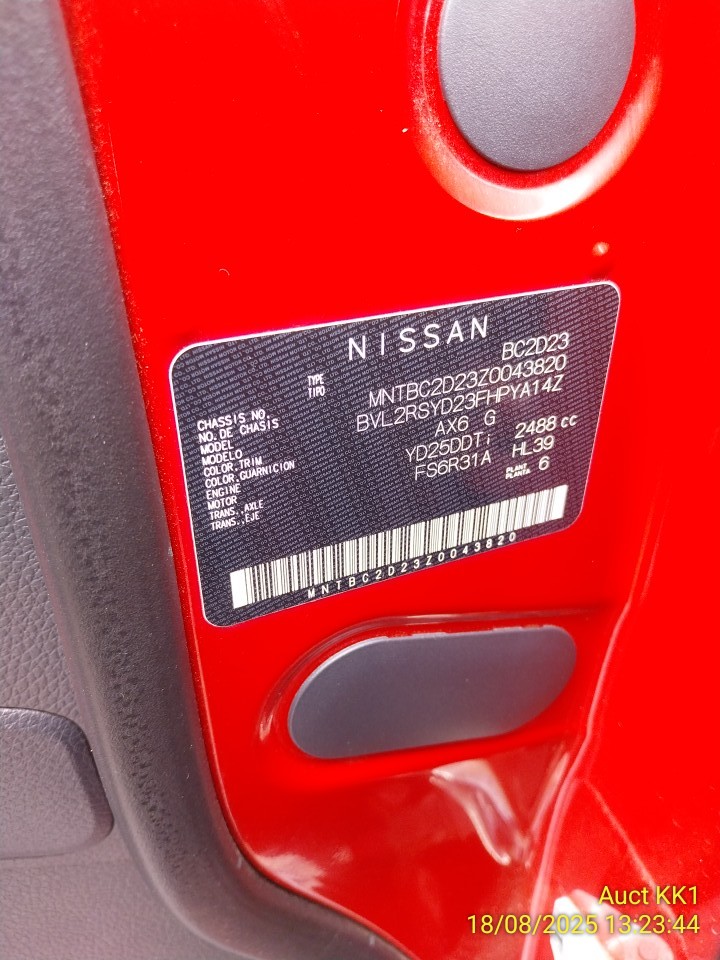 NISSAN
TYPE BC2D23
TIPO
CHASSIS NO. MNTBC2D23Z0043820
NO. DE CHASIS
MODEL BVL2RSYD23FHPYA14Z
MODELO
COLOR,TRIM AX6 G
COLOR,GUARNICION
ENGINE YD25DDTi 2488 cc
MOTOR
TRANS.,AXLE FS6R31A HL39
TRANS.,EJE
PLANT 6
PLANTA
MNTBC2D23Z0043820
Auct KK1
18/08/2025 13:23:44